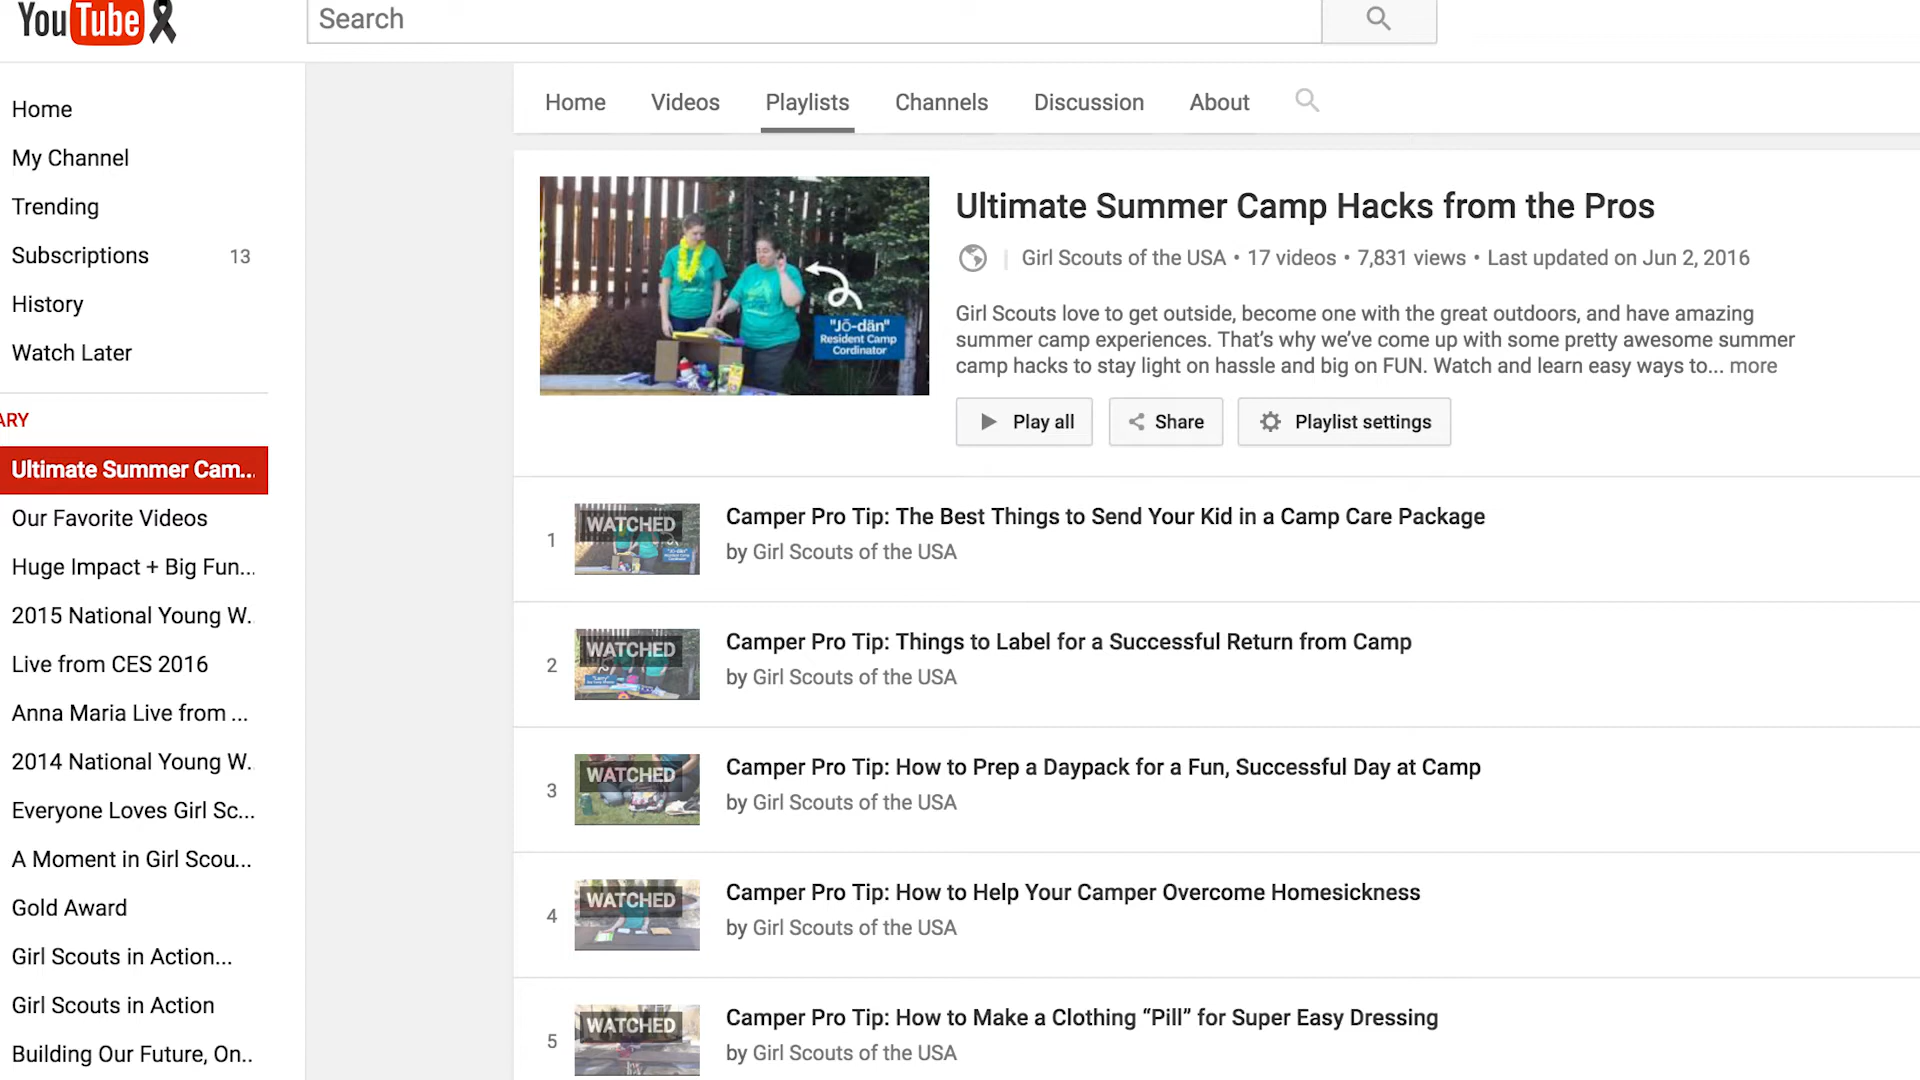 YouTube
Search
Home
My Channel
Trending
Subscriptions 13
History
Watch Later
ARY
Ultimate Summer Cam...
Our Favorite Videos
Huge Impact + Big Fun...
2015 National Young W..
Live from CES 2016
Anna Maria Live from ...
2014 National Young W..
Everyone Loves Girl Sc...
A Moment in Girl Scou...
Gold Award
Girl Scouts in Action...
Girl Scouts in Action
Building Our Future, On..
Home Videos Playlists Channels Discussion About
"Jō-dän"
Resident Camp
Cordinator
Ultimate Summer Camp Hacks from the Pros
Girl Scouts of the USA • 17 videos • 7,831 views • Last updated on Jun 2, 2016
Girl Scouts love to get outside, become one with the great outdoors, and have amazing
summer camp experiences. That's why we've come up with some pretty awesome summer
camp hacks to stay light on hassle and big on FUN. Watch and learn easy ways to... more
Play all Share Playlist settings
1 WATCHED Camper Pro Tip: The Best Things to Send Your Kid in a Camp Care Package
by Girl Scouts of the USA
2 WATCHED Camper Pro Tip: Things to Label for a Successful Return from Camp
by Girl Scouts of the USA
3 WATCHED Camper Pro Tip: How to Prep a Daypack for a Fun, Successful Day at Camp
by Girl Scouts of the USA
4 WATCHED Camper Pro Tip: How to Help Your Camper Overcome Homesickness
by Girl Scouts of the USA
5 WATCHED Camper Pro Tip: How to Make a Clothing “Pill” for Super Easy Dressing
by Girl Scouts of the USA